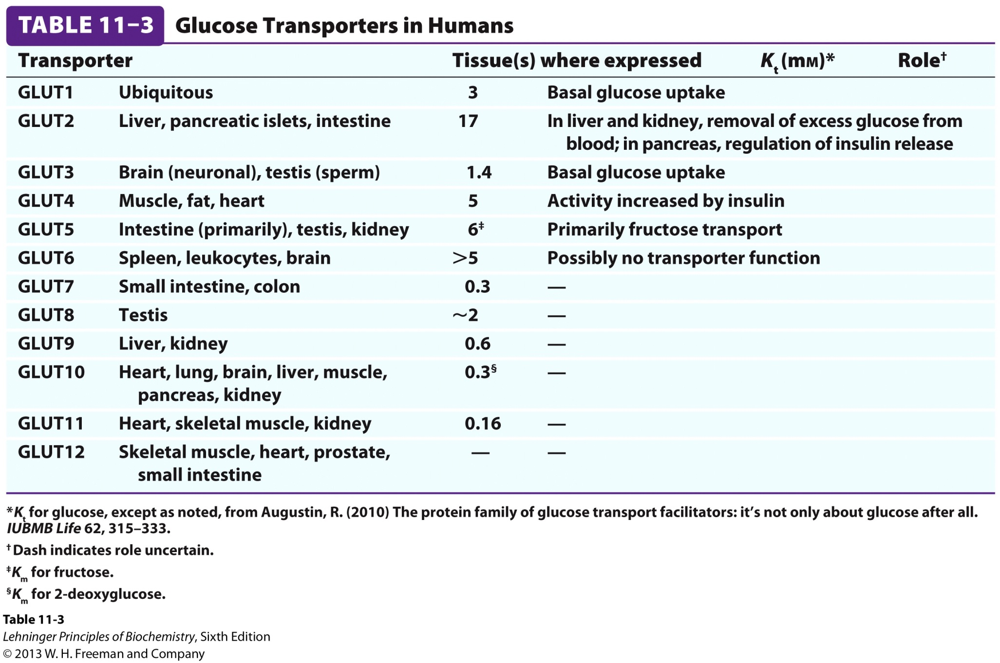 TABLE 11–3 Glucose Transporters in Humans
Transporter Tissue(s) where expressed Kt (mM)* Role†
GLUT1 Ubiquitous 3 Basal glucose uptake
GLUT2 Liver, pancreatic islets, intestine 17 In liver and kidney, removal of excess glucose from
blood; in pancreas, regulation of insulin release
GLUT3 Brain (neuronal), testis (sperm) 1.4 Basal glucose uptake
GLUT4 Muscle, fat, heart 5 Activity increased by insulin
GLUT5 Intestine (primarily), testis, kidney 6‡ Primarily fructose transport
GLUT6 Spleen, leukocytes, brain >5 Possibly no transporter function
GLUT7 Small intestine, colon 0.3 —
GLUT8 Testis ~2 —
GLUT9 Liver, kidney 0.6 —
GLUT10 Heart, lung, brain, liver, muscle, 0.3§ —
pancreas, kidney
GLUT11 Heart, skeletal muscle, kidney 0.16 —
GLUT12 Skeletal muscle, heart, prostate, — —
small intestine
*Kt for glucose, except as noted, from Augustin, R. (2010) The protein family of glucose transport facilitators: it’s not only about glucose after all.
IUBMB Life 62, 315–333.
†Dash indicates role uncertain.
‡Km for fructose.
§Km for 2-deoxyglucose.
Table 11-3
Lehninger Principles of Biochemistry, Sixth Edition
© 2013 W. H. Freeman and Company